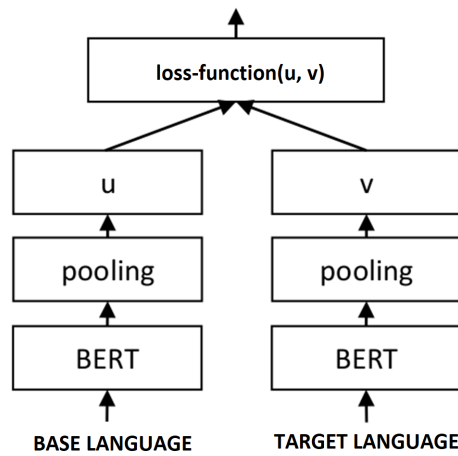 loss-function(u, v)
u v
pooling pooling
BERT BERT
BASE LANGUAGE TARGET LANGUAGE